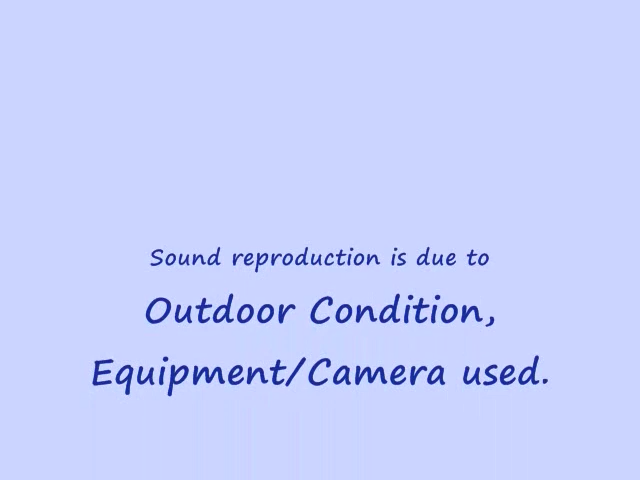 Sound reproduction is due to
Outdoor Condition,
Equipment/Camera used.